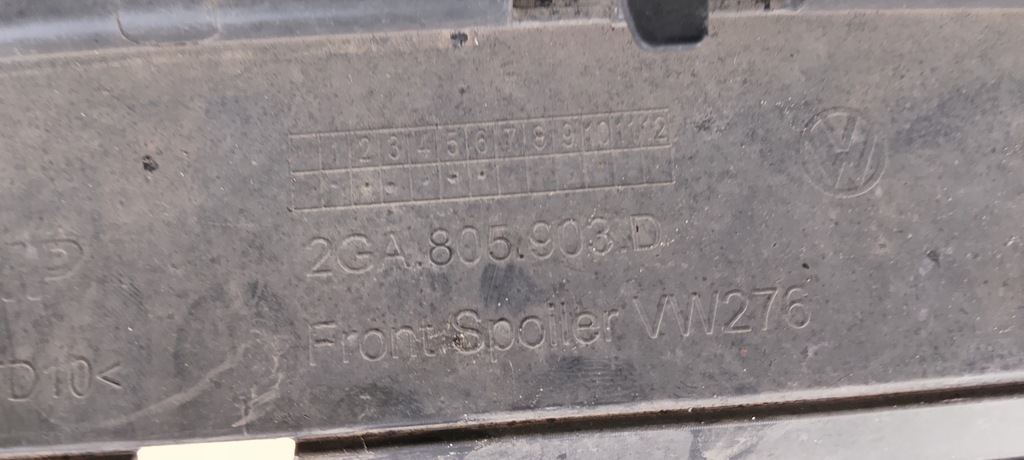 1 2 3 4 5 6 7 8 9 10 11 12
VW
2GA.805.903.D
Front Spoiler VW276
D10<